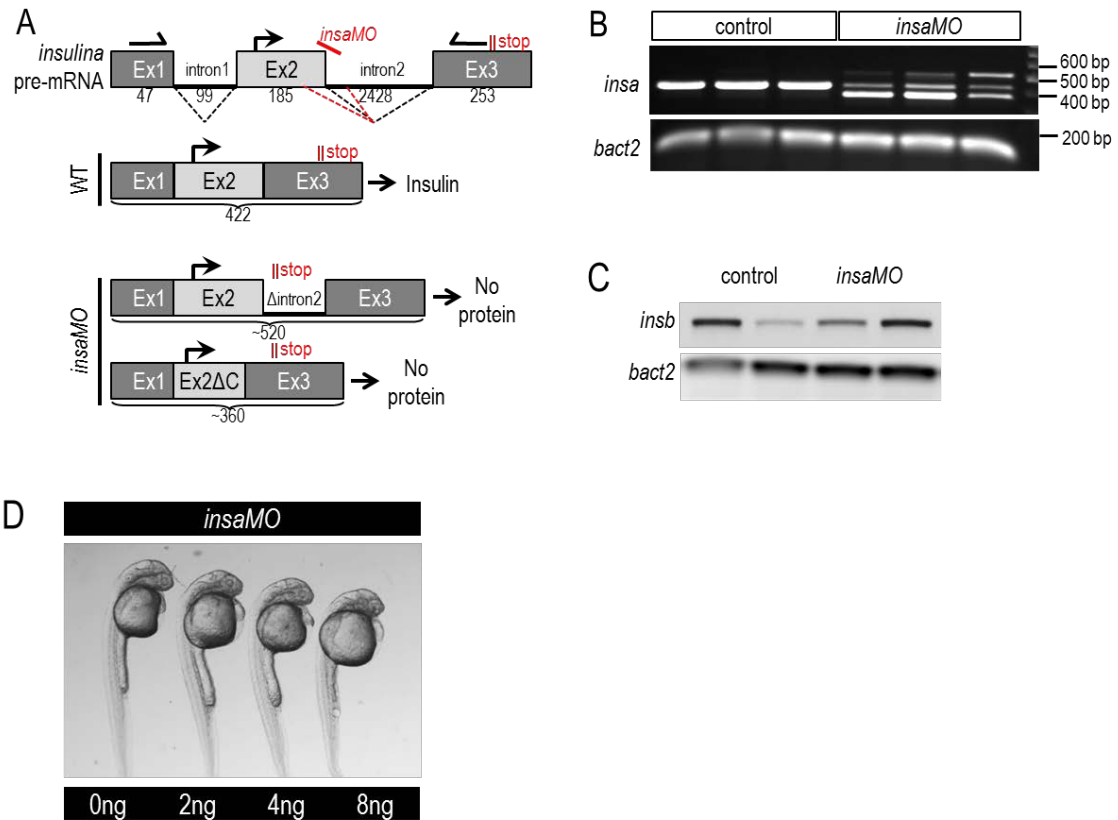 A
insulina
pre-mRNA
insaMO
stop
Ex1 intron1 Ex2 intron2 Ex3
47 99 185 2428 253
WT
stop
Ex1 Ex2 Ex3 Insulin
422
insaMO
stop
Ex1 Ex2 Δintron2 Ex3 No protein
~520
stop
Ex1 Ex2ΔC Ex3 No protein
~360
B
control insaMO
insa
600 bp
500 bp
400 bp
bact2
200 bp
C
control insaMO
insb
bact2
D
insaMO
0ng 2ng 4ng 8ng